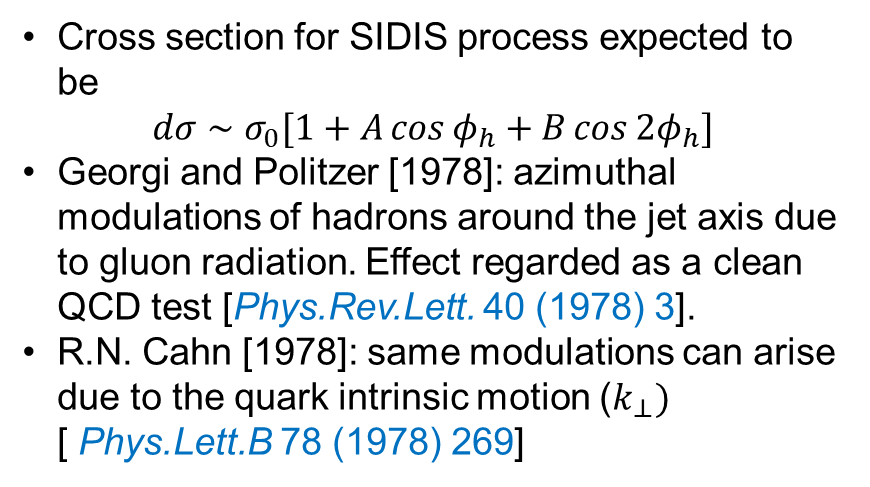 • Cross section for SIDIS process expected to
be
𝑑𝜎 ~ 𝜎₀[1 + 𝐴 𝑐𝑜𝑠 𝜙ₕ + 𝐵 𝑐𝑜𝑠 2𝜙ₕ]
• Georgi and Politzer [1978]: azimuthal
modulations of hadrons around the jet axis due
to gluon radiation. Effect regarded as a clean
QCD test [Phys.Rev.Lett. 40 (1978) 3].
• R.N. Cahn [1978]: same modulations can arise
due to the quark intrinsic motion (𝑘⊥)
[ Phys.Lett.B 78 (1978) 269]